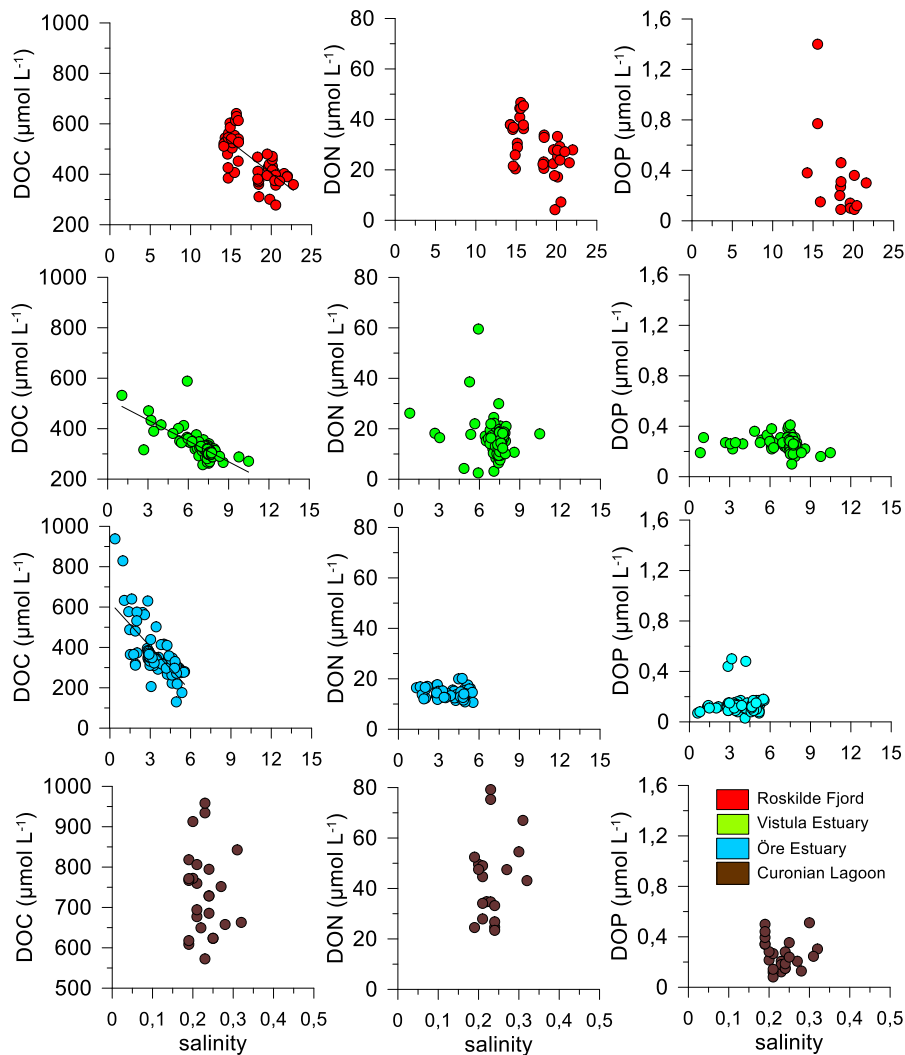 DOC (µmol L⁻¹)
1000
800
600
400
200
0 5 10 15 20 25
DON (µmol L⁻¹)
80
60
40
20
0
0 5 10 15 20 25
DOP (µmol L⁻¹)
1,6
1,2
0,8
0,4
0
0 5 10 15 20 25
DOC (µmol L⁻¹)
1000
800
600
400
200
0 3 6 9 12 15
DON (µmol L⁻¹)
80
60
40
20
0
0 3 6 9 12 15
DOP (µmol L⁻¹)
1,6
1,2
0,8
0,4
0
0 3 6 9 12 15
DOC (µmol L⁻¹)
1000
800
600
400
200
0 3 6 9 12 15
DON (µmol L⁻¹)
80
60
40
20
0
0 3 6 9 12 15
DOP (µmol L⁻¹)
1,6
1,2
0,8
0,4
0
0 3 6 9 12 15
DOC (µmol L⁻¹)
1000
900
800
700
600
500
0 0,1 0,2 0,3 0,4 0,5
salinity
DON (µmol L⁻¹)
80
60
40
20
0
0 0,1 0,2 0,3 0,4 0,5
salinity
DOP (µmol L⁻¹)
1,6
1,2
0,8
0,4
0
Roskilde Fjord
Vistula Estuary
Öre Estuary
Curonian Lagoon
0 0,1 0,2 0,3 0,4 0,5
salinity